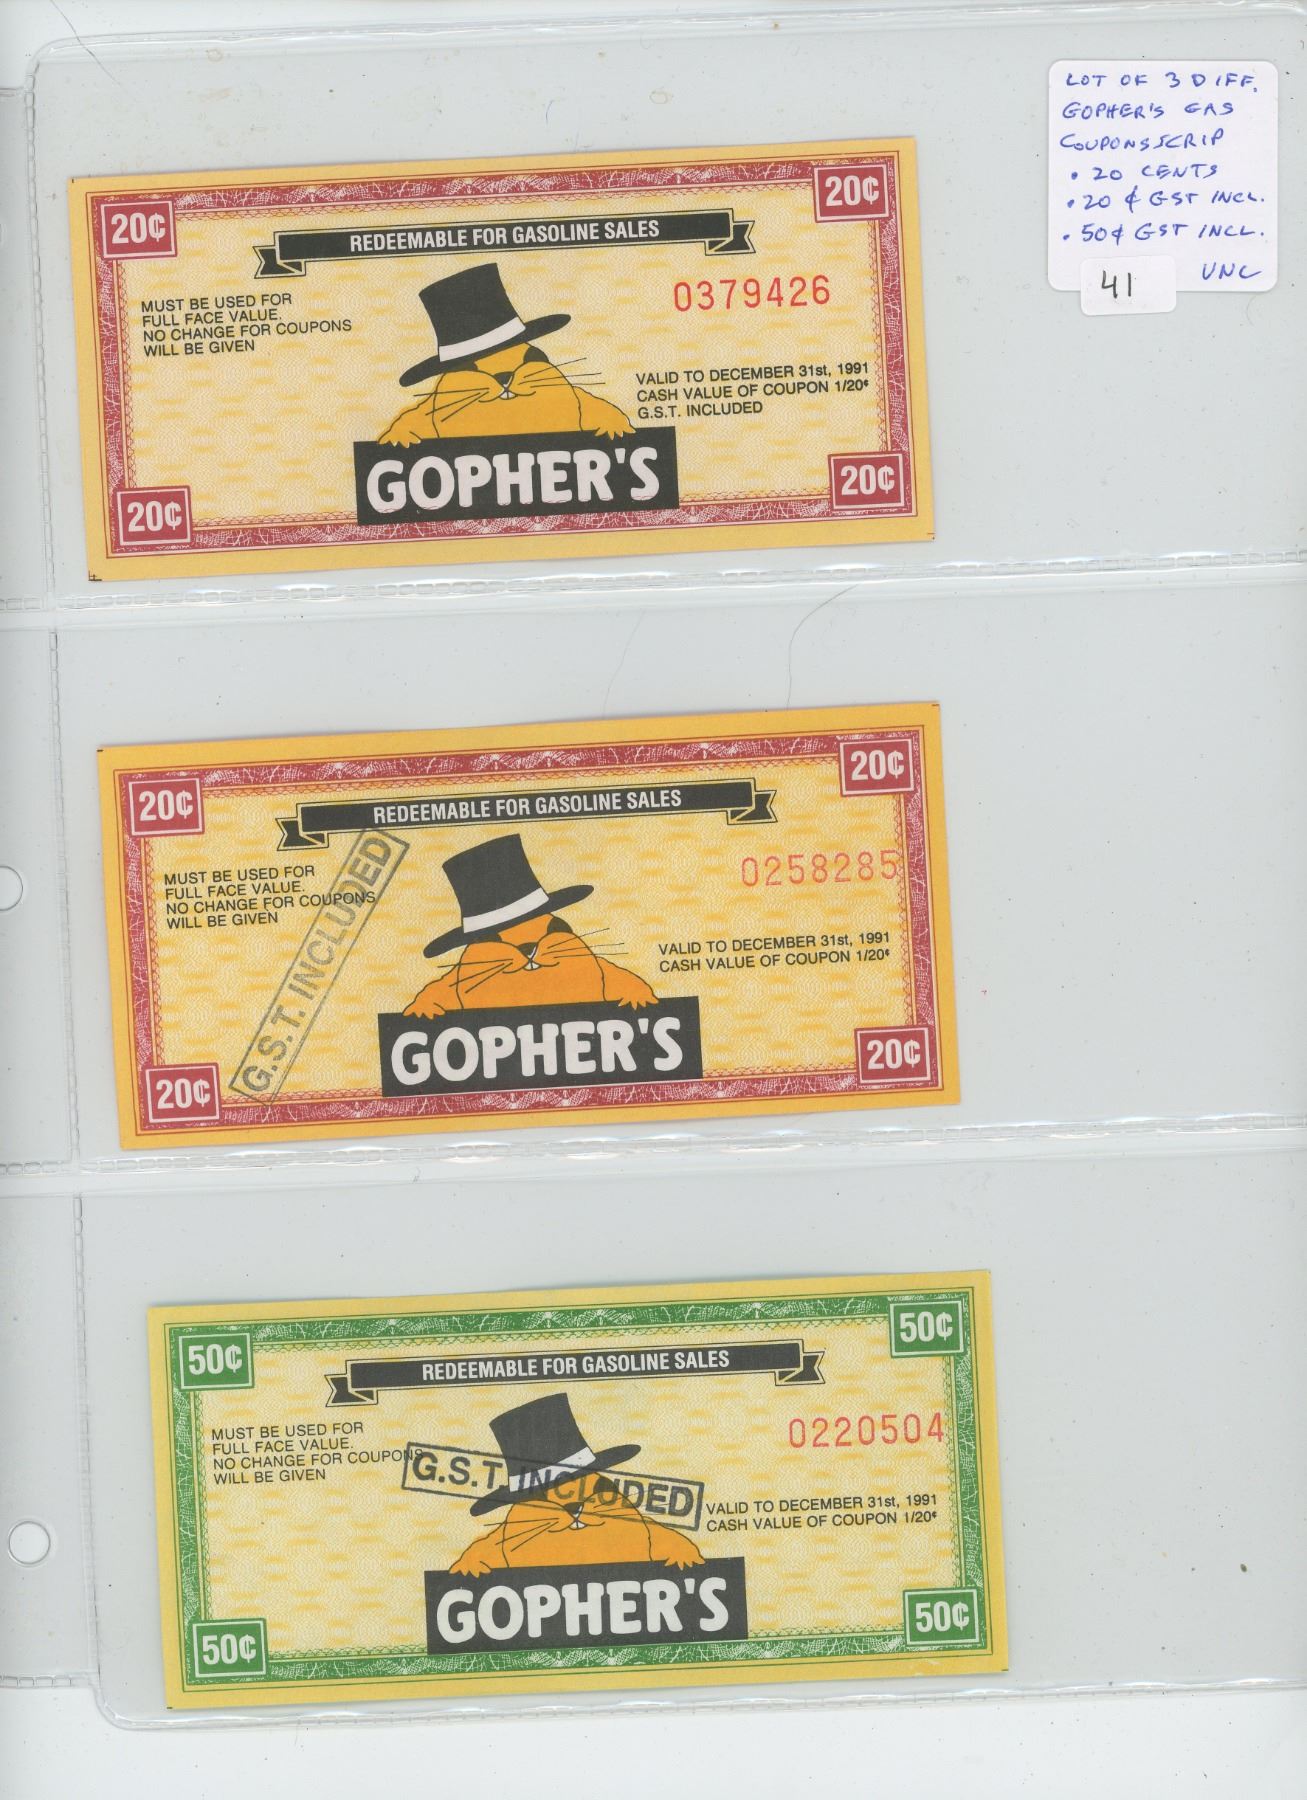 LOT OF 3 DIFF.
GOPHER'S GAS
COUPONS SCRIP
• 20 CENTS
• 20 ¢ GST INCL.
• 50¢ GST INCL.
UNC
41
20¢
20¢
REDEEMABLE FOR GASOLINE SALES
0379426
MUST BE USED FOR
FULL FACE VALUE.
NO CHANGE FOR COUPONS
WILL BE GIVEN
VALID TO DECEMBER 31st, 1991
CASH VALUE OF COUPON 1/20¢
G.S.T. INCLUDED
GOPHER'S
20¢
20¢
20¢
20¢
REDEEMABLE FOR GASOLINE SALES
0258285
MUST BE USED FOR
FULL FACE VALUE.
NO CHANGE FOR COUPONS
WILL BE GIVEN
G.S.T. INCLUDED
VALID TO DECEMBER 31st, 1991
CASH VALUE OF COUPON 1/20¢
GOPHER'S
20¢
20¢
50¢
50¢
REDEEMABLE FOR GASOLINE SALES
0220504
MUST BE USED FOR
FULL FACE VALUE.
NO CHANGE FOR COUPONS
WILL BE GIVEN
G.S.T. INCLUDED
VALID TO DECEMBER 31st, 1991
CASH VALUE OF COUPON 1/20¢
GOPHER'S
50¢
50¢